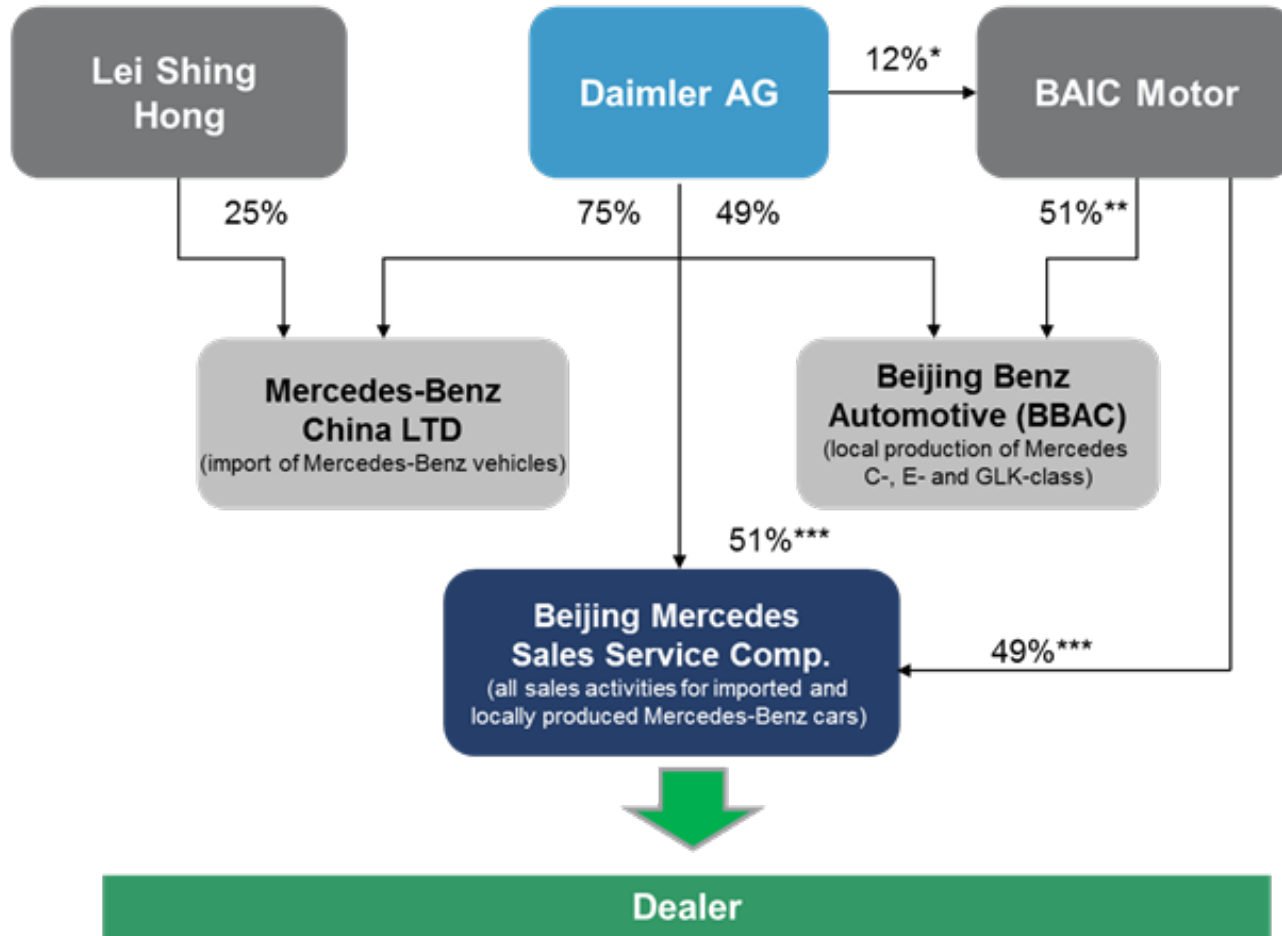 Lei Shing
Hong
Daimler AG
12%*
BAIC Motor
25%
75%
49%
51%**
Mercedes-Benz
China LTD
(import of Mercedes-Benz vehicles)
Beijing Benz
Automotive (BBAC)
(local production of Mercedes
C-, E- and GLK-class)
51%***
Beijing Mercedes
Sales Service Comp.
(all sales activities for imported and
locally produced Mercedes-Benz cars)
49%***
Dealer